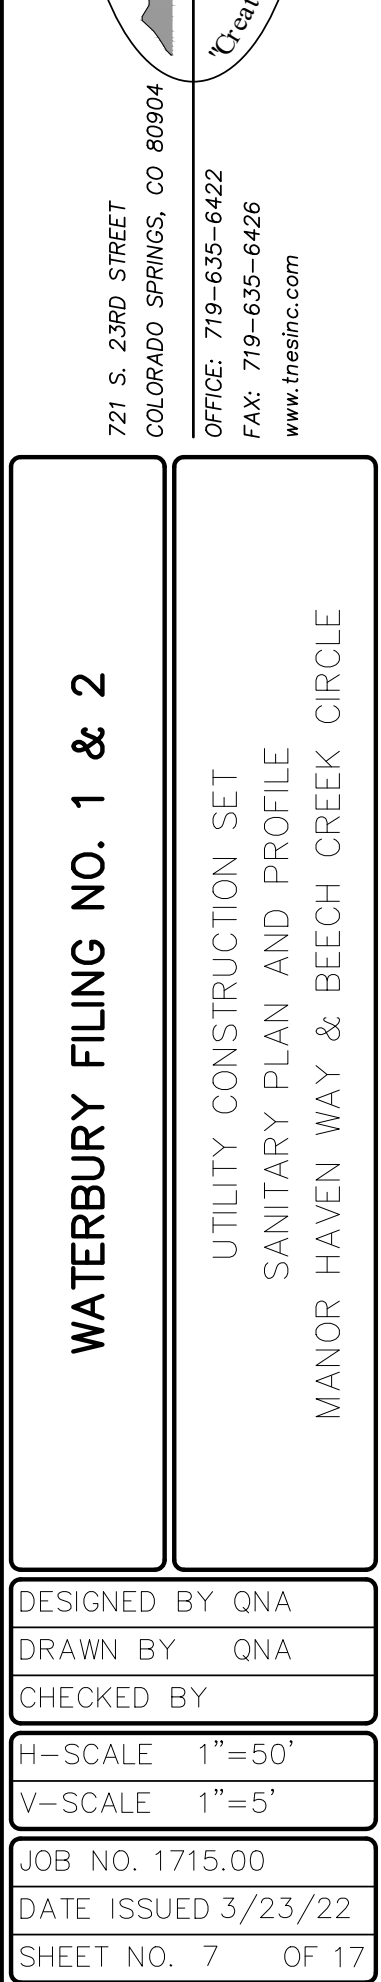 "Creat
721 S. 23RD STREET
COLORADO SPRINGS, CO 80904
OFFICE: 719-635-6422
FAX: 719-635-6426
www.tnesinc.com
WATERBURY FILING NO. 1 & 2
UTILITY CONSTRUCTION SET
SANITARY PLAN AND PROFILE
MANOR HAVEN WAY & BEECH CREEK CIRCLE
DESIGNED BY QNA
DRAWN BY QNA
CHECKED BY
H-SCALE 1"=50'
V-SCALE 1"=5'
JOB NO. 1715.00
DATE ISSUED 3/23/22
SHEET NO. 7 OF 17